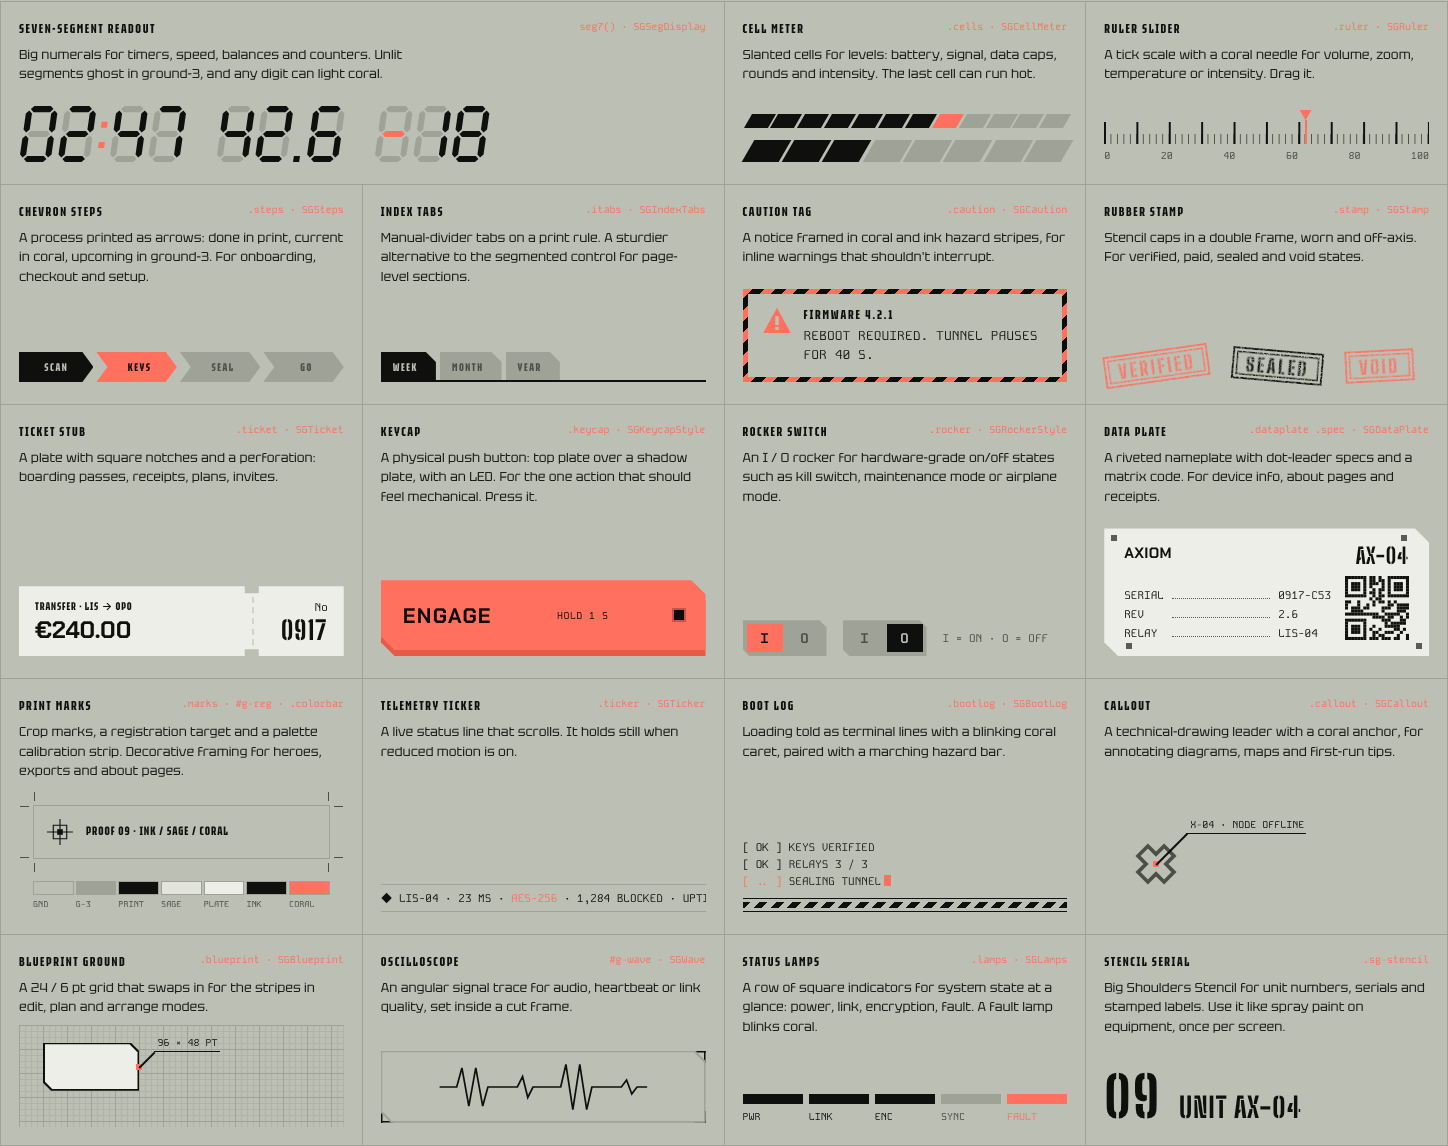 SEVEN-SEGMENT READOUT
seg7() · SGSegDisplay
Big numerals for timers, speed, balances and counters. Unlit
segments ghost in ground-3, and any digit can light coral.
02:47
42.6
-18
CELL METER
.cells · SGCellMeter
Slanted cells for levels: battery, signal, data caps,
rounds and intensity. The last cell can run hot.
RULER SLIDER
.ruler · SGRuler
A tick scale with a coral needle for volume, zoom,
temperature or intensity. Drag it.
0 20 40 60 80 100
CHEVRON STEPS
.steps · SGSteps
A process printed as arrows: done in print, current
in coral, upcoming in ground-3. For onboarding,
checkout and setup.
SCAN KEYS SEAL GO
INDEX TABS
.itabs · SGIndexTabs
Manual-divider tabs on a print rule. A sturdier
alternative to the segmented control for page-
level sections.
WEEK MONTH YEAR
CAUTION TAG
.caution · SGCaution
A notice framed in coral and ink hazard stripes, for
inline warnings that shouldn't interrupt.
FIRMWARE 4.2.1
REBOOT REQUIRED. TUNNEL PAUSES
FOR 40 S.
RUBBER STAMP
.stamp · SGStamp
Stencil caps in a double frame, worn and off-axis.
For verified, paid, sealed and void states.
VERIFIED SEALED VOID
TICKET STUB
.ticket · SGTicket
A plate with square notches and a perforation:
boarding passes, receipts, plans, invites.
TRANSFER · LIS → OPO
€240.00
No
0917
KEYCAP
.keycap · SGKeycapStyle
A physical push button: top plate over a shadow
plate, with an LED. For the one action that should
feel mechanical. Press it.
ENGAGE
HOLD 1 S
ROCKER SWITCH
.rocker · SGRockerStyle
An I / O rocker for hardware-grade on/off states
such as kill switch, maintenance mode or airplane
mode.
I O
I O
I = ON · O = OFF
DATA PLATE
.dataplate .spec · SGDataPlate
A riveted nameplate with dot-leader specs and a
matrix code. For device info, about pages and
receipts.
AXIOM
AX-04
SERIAL 0917-C53
REV 2.6
RELAY LIS-04
PRINT MARKS
.marks · #g-reg · .colorbar
Crop marks, a registration target and a palette
calibration strip. Decorative framing for heroes,
exports and about pages.
PROOF 09 · INK / SAGE / CORAL
GND G-3 PRINT SAGE PLATE INK CORAL
TELEMETRY TICKER
.ticker · SGTicker
A live status line that scrolls. It holds still when
reduced motion is on.
◆ LIS-04 · 23 MS · AES-256 · 1,284 BLOCKED · UPTI
BOOT LOG
.bootlog · SGBootLog
Loading told as terminal lines with a blinking coral
caret, paired with a marching hazard bar.
[ OK ] KEYS VERIFIED
[ OK ] RELAYS 3 / 3
[ .. ] SEALING TUNNEL
CALLOUT
.callout · SGCallout
A technical-drawing leader with a coral anchor, for
annotating diagrams, maps and first-run tips.
X-04 · NODE OFFLINE
BLUEPRINT GROUND
.blueprint · SGBlueprint
A 24 / 6 pt grid that swaps in for the stripes in
edit, plan and arrange modes.
96 × 48 PT
OSCILLOSCOPE
#g-wave · SGWave
An angular signal trace for audio, heartbeat or link
quality, set inside a cut frame.
STATUS LAMPS
.lamps · SGLamps
A row of square indicators for system state at a
glance: power, link, encryption, fault. A fault lamp
blinks coral.
PWR LINK ENC SYNC FAULT
STENCIL SERIAL
.sg-stencil
Big Shoulders Stencil for unit numbers, serials and
stamped labels. Use it like spray paint on
equipment, once per screen.
09 UNIT AX-04